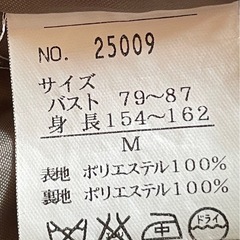 NO. 25009
サイズ
バスト 79〜87
身長 154〜162
M
表地 ポリエステル100%
裏地 ポリエステル100%
ドライ